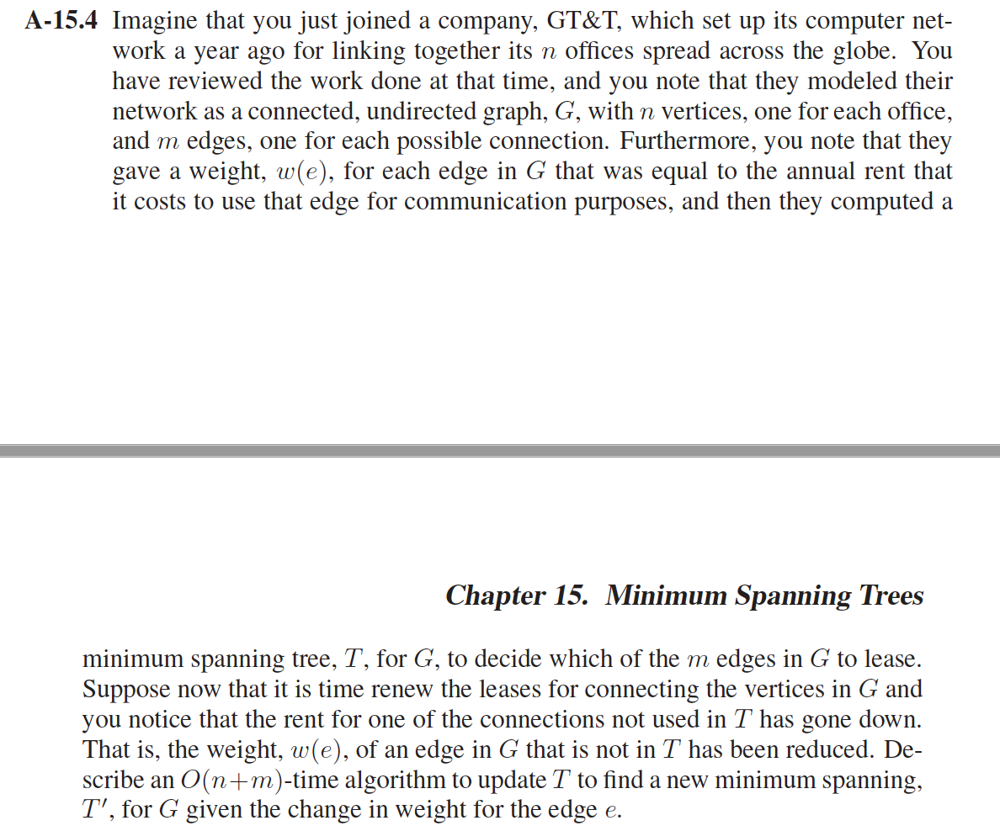 A-15.4 Imagine that you just joined a company, GT&T, which set up its computer net-
work a year ago for linking together its n offices spread across the globe. You
have reviewed the work done at that time, and you note that they modeled their
network as a connected, undirected graph, G, with n vertices, one for each office,
and m edges, one for each possible connection. Furthermore, you note that they
gave a weight, w(e), for each edge in G that was equal to the annual rent that
it costs to use that edge for communication purposes, and then they computed a
Chapter 15. Minimum Spanning Trees
minimum spanning tree, T, for G, to decide which of the m edges in G to lease.
Suppose now that it is time renew the leases for connecting the vertices in G and
you notice that the rent for one of the connections not used in T has gone down.
That is, the weight, w(e), of an edge in G that is not in T has been reduced. De-
scribe an O(n+m)-time algorithm to update T to find a new minimum spanning,
T′, for G given the change in weight for the edge e.